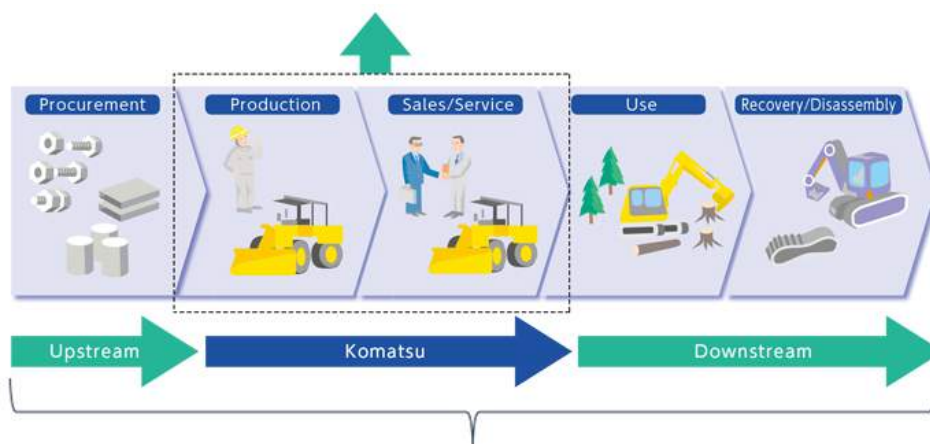 Procurement
Production
Sales/Service
Use
Recovery/Disassembly
Upstream
Komatsu
Downstream